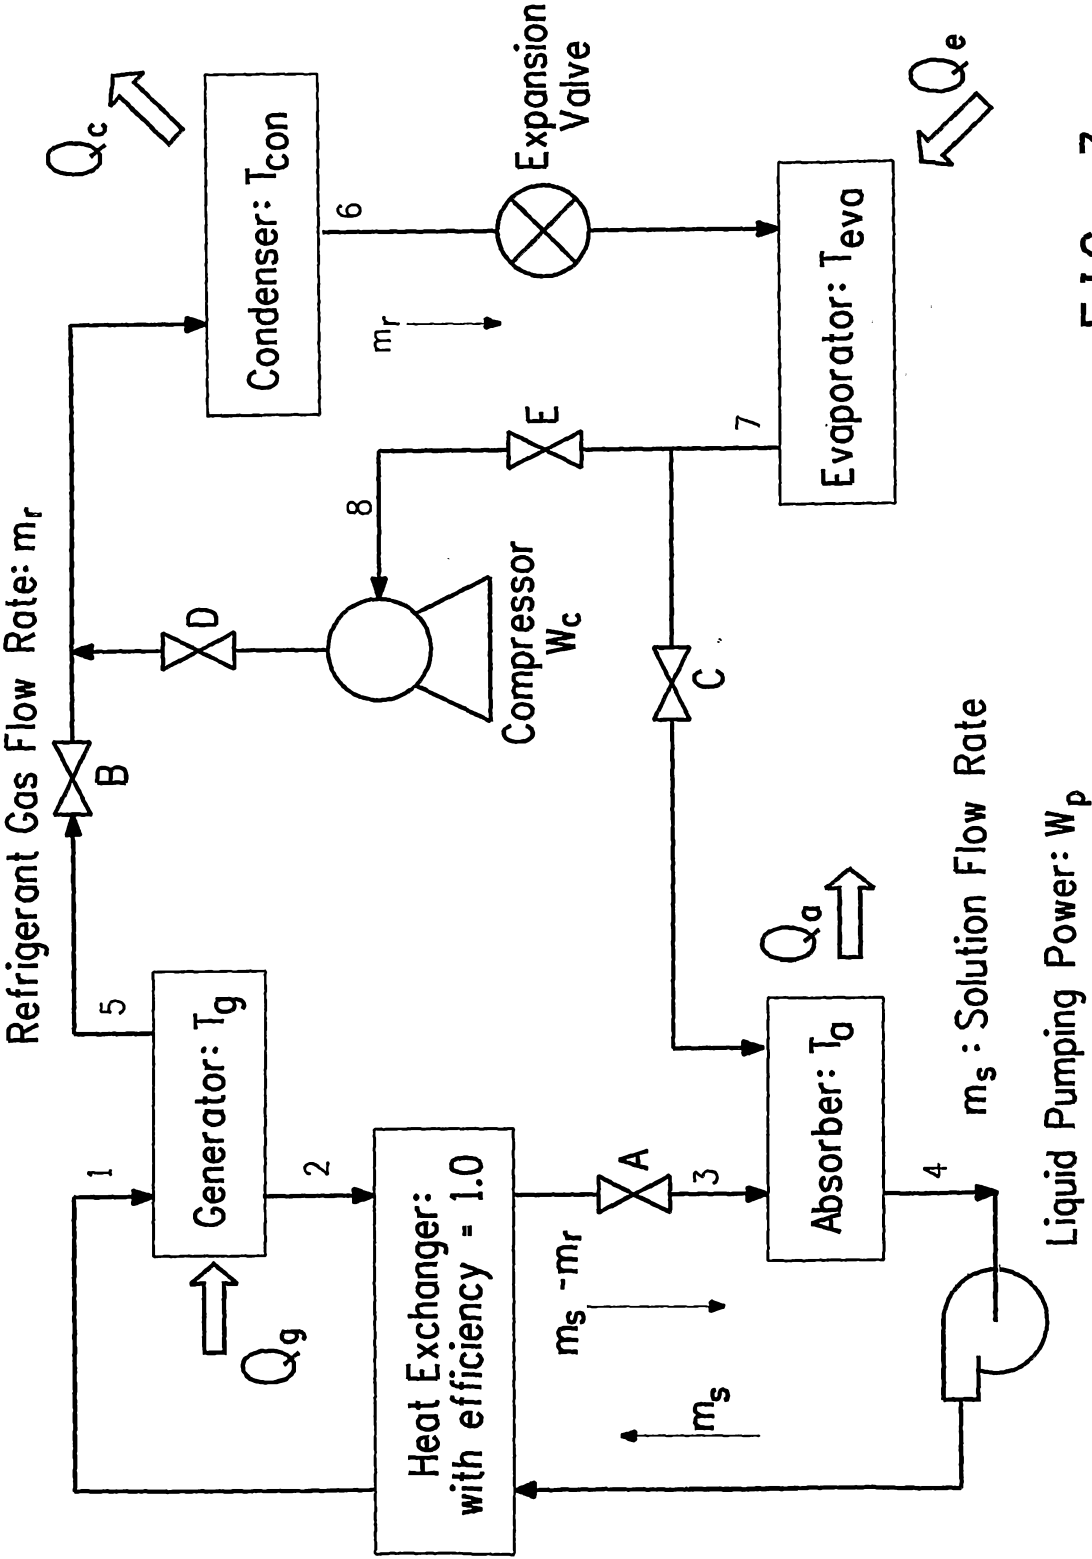 Refrigerant Gas Flow Rate: mr
Qc
Condenser: Tcon
6
Expansion
Valve
mr
Evaporator: Teva
Qe
7
E
8
D
Compressor
Wc
B
C
5
Generator: Tg
1
2
Qg
Heat Exchanger:
with efficiency = 1.0
A
3
ms -mr
ms
Absorber: Ta
Qa
4
ms : Solution Flow Rate
Liquid Pumping Power: Wp